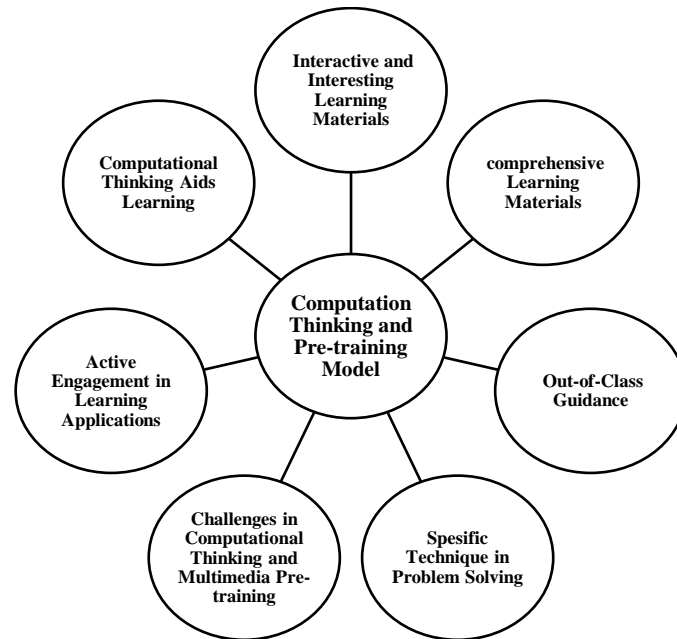 Interactive and
Interesting
Learning
Materials
Computational
Thinking Aids
Learning
comprehensive
Learning
Materials
Computation
Thinking and
Pre-training
Model
Active
Engagement in
Learning
Applications
Out-of-Class
Guidance
Challenges in
Computational
Thinking and
Multimedia Pre-
training
Spesific
Technique in
Problem Solving